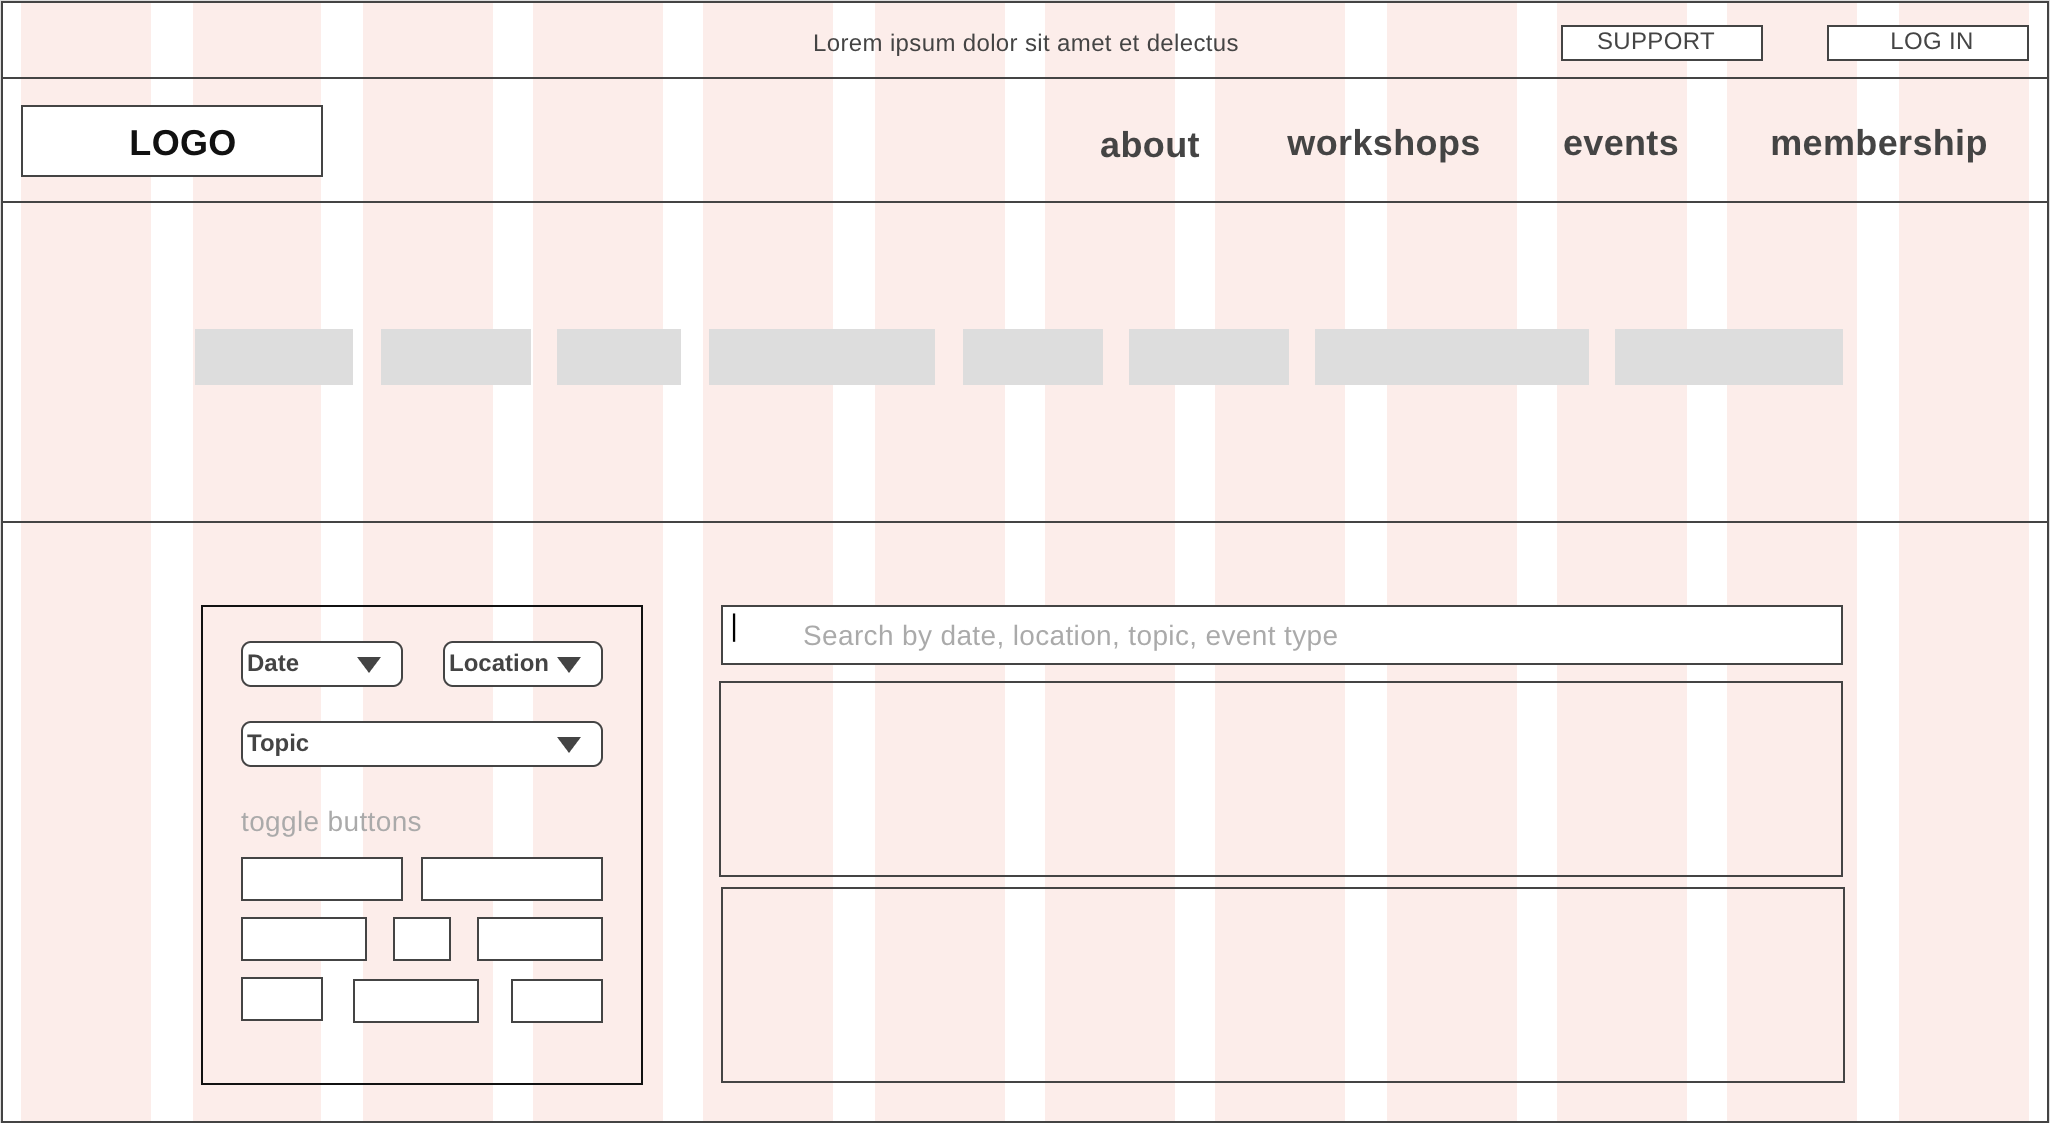 Lorem ipsum dolor sit amet et delectus
SUPPORT
LOG IN
LOGO
about
workshops
events
membership
Search by date, location, topic, event type
Date
Location
Topic
toggle buttons